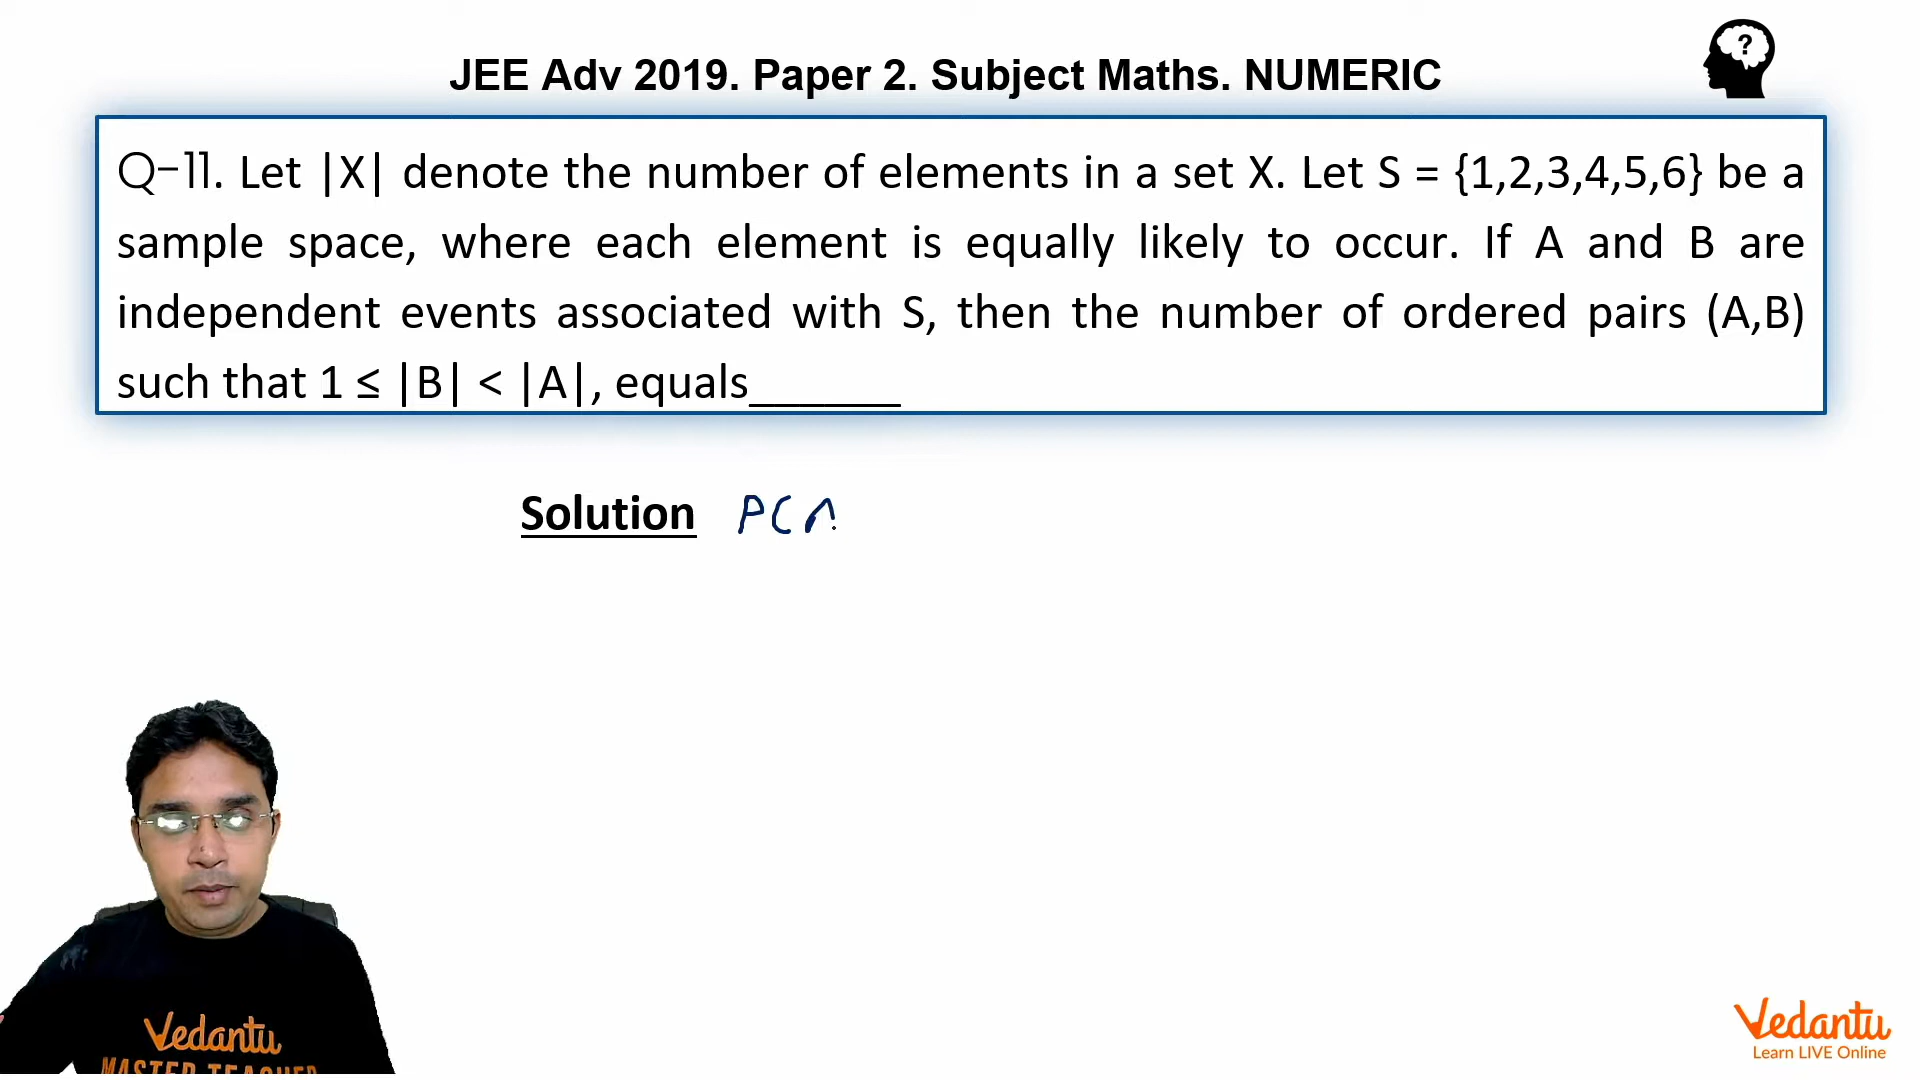 JEE Adv 2019. Paper 2. Subject Maths. NUMERIC
?
Q-11. Let |X| denote the number of elements in a set X. Let S = {1,2,3,4,5,6} be a
sample space, where each element is equally likely to occur. If A and B are
independent events associated with S, then the number of ordered pairs (A,B)
such that 1 ≤ |B| < |A|, equals______
Solution P(A
Vedantu
MASTER TEACHER
Vedantu
Learn LIVE Online